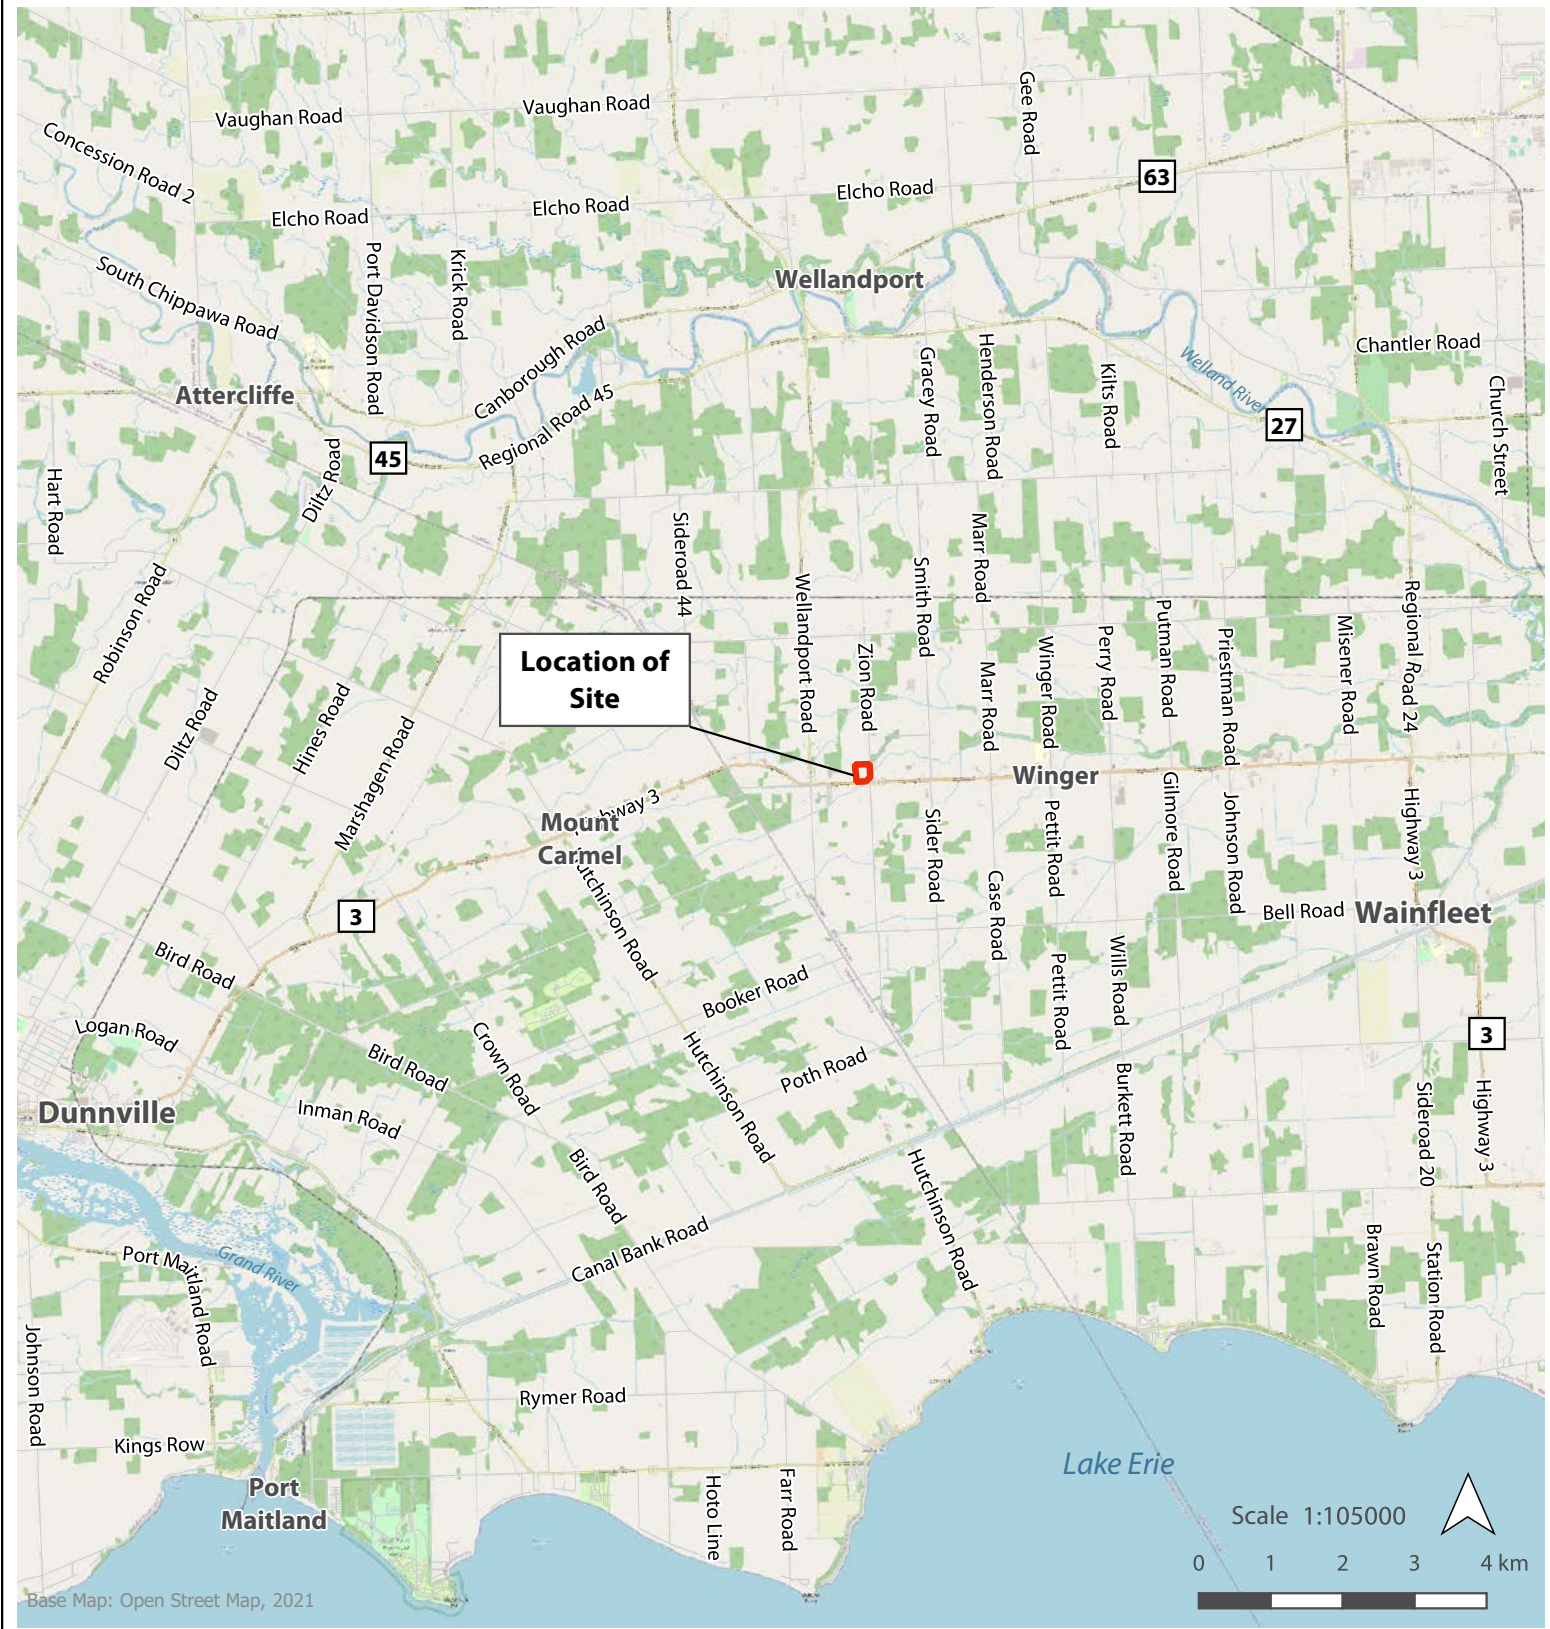 Gee Road
Vaughan Road
Vaughan Road
Concession Road 2
63
Elcho Road
Elcho Road
Elcho Road
Port Davidson Road
Krick Road
South Chippawa Road
Wellandport
Canborough Road
Gracey Road
Henderson Road
Kilts Road
Welland River
Chantler Road
Church Street
Attercliffe
Regional Road 45
45
27
Diltz Road
Hart Road
Sideroad 44
Marr Road
Smith Road
Robinson Road
Wellandport Road
Zion Road
Putman Road
Regional Road 24
Misener Road
Perry Road
Priestman Road
Winger Road
Marr Road
Location of
Site
Diltz Road
Hines Road
Marshagen Road
Winger
Highway 3
Mount
Carmel
Sider Road
Pettit Road
Gilmore Road
Johnson Road
Highway 3
Hutchinson Road
Case Road
3
Bell Road
Wainfleet
Bird Road
Wills Road
Pettit Road
Booker Road
Logan Road
Crown Road
Bird Road
Hutchinson Road
Poth Road
3
Dunnville
Inman Road
Burkett Road
Sideroad 20
Highway 3
Bird Road
Hutchinson Road
Canal Bank Road
Port Maitland Road
Grand River
Brawn Road
Station Road
Johnson Road
Rymer Road
Kings Row
Port
Maitland
Hoto Line
Farr Road
Lake Erie
Scale 1:105000
0 1 2 3 4 km
Base Map: Open Street Map, 2021